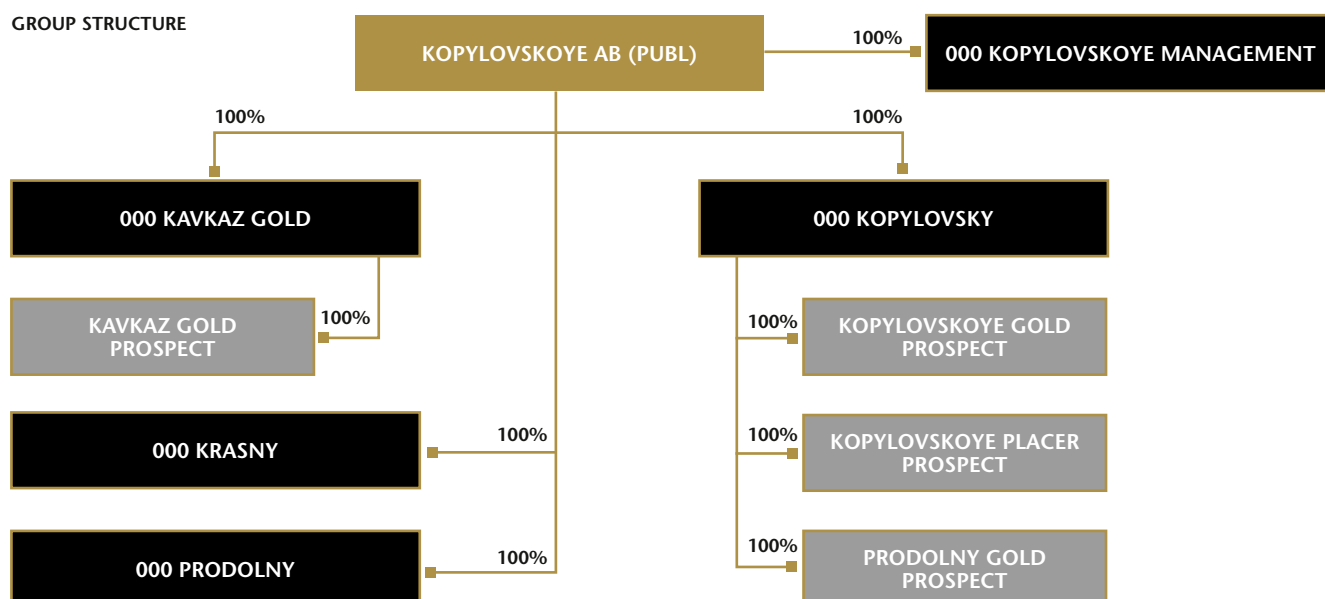 GROUP STRUCTURE
KOPYLOVSKOYE AB (PUBL)
100%
000 KOPYLOVSKOYE MANAGEMENT
100%
100%
000 KAVKAZ GOLD
000 KOPYLOVSKY
KAVKAZ GOLD
PROSPECT
100%
100%
KOPYLOVSKOYE GOLD
PROSPECT
000 KRASNY
100%
100%
KOPYLOVSKOYE PLACER
PROSPECT
000 PRODOLNY
100%
100%
PRODOLNY GOLD
PROSPECT